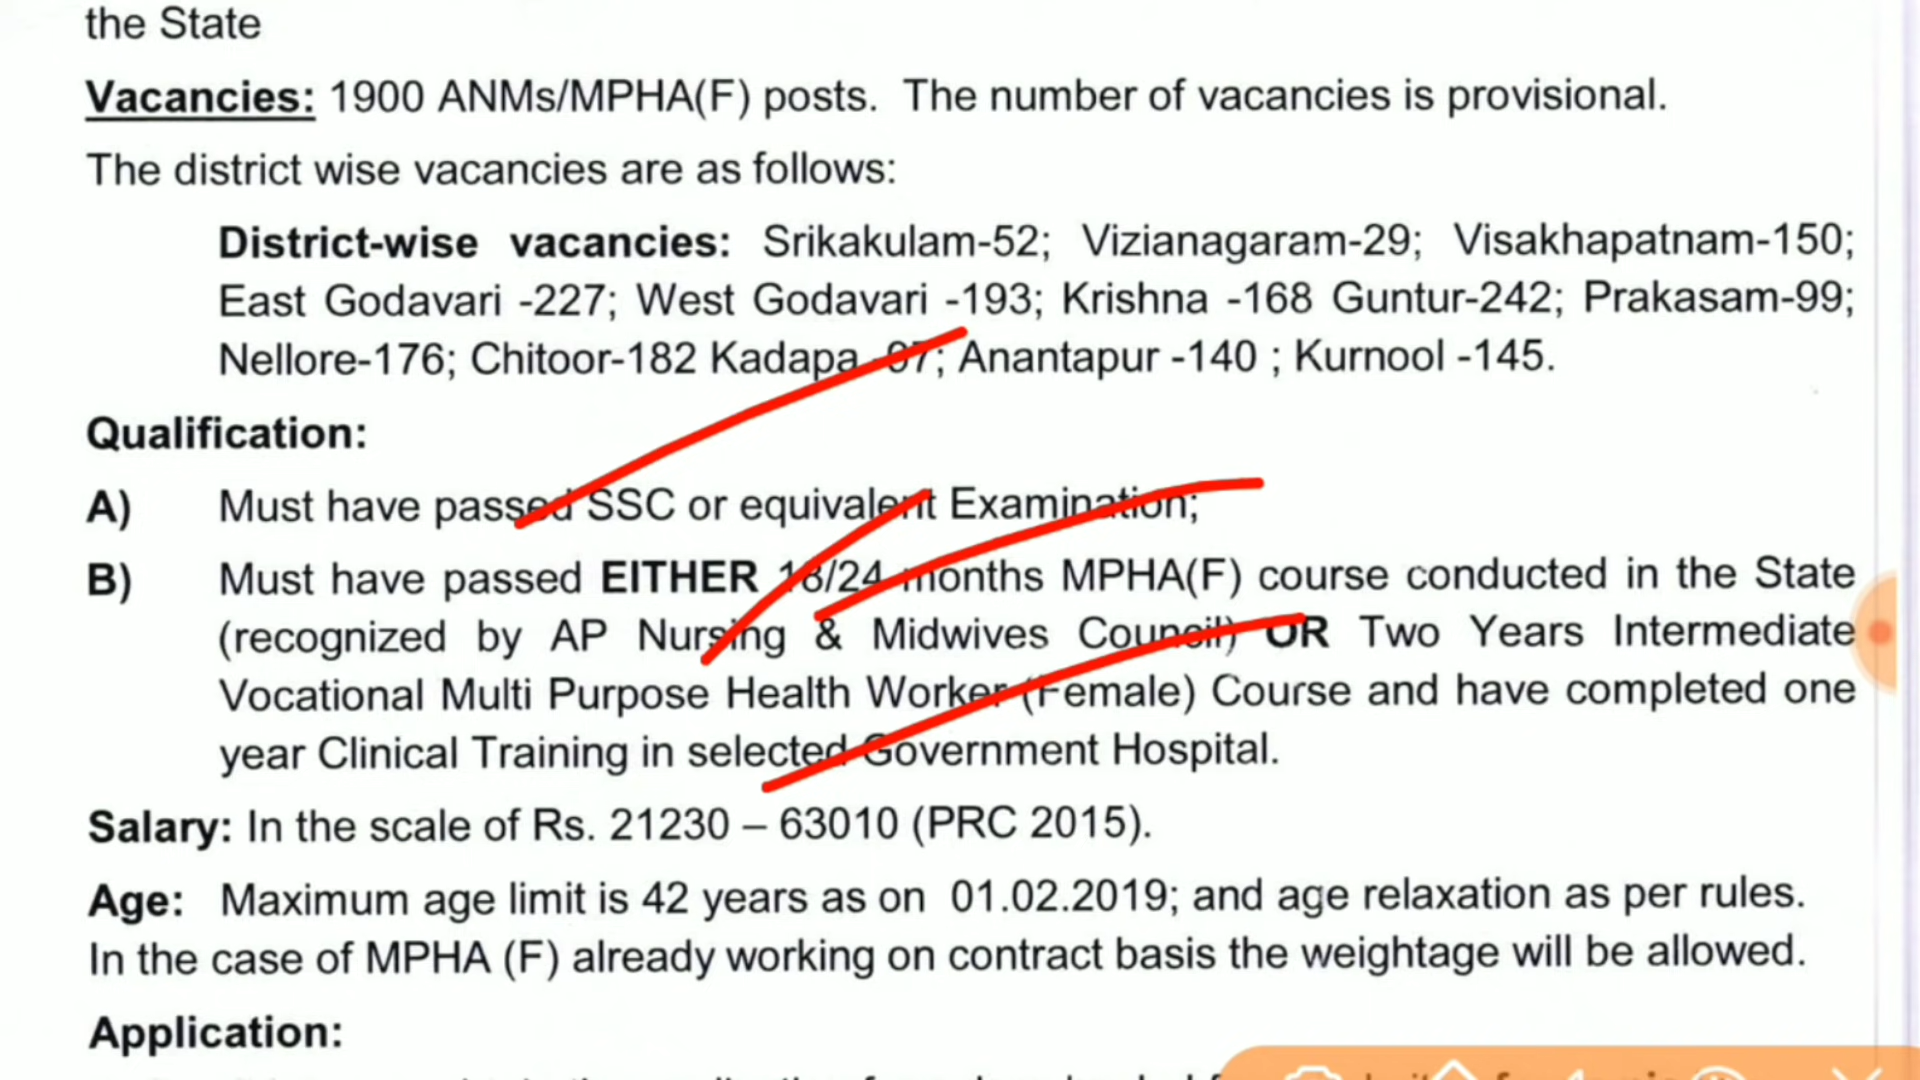 the State
Vacancies: 1900 ANMs/MPHA(F) posts. The number of vacancies is provisional.
The district wise vacancies are as follows:
District-wise vacancies: Srikakulam-52; Vizianagaram-29; Visakhapatnam-150;
East Godavari -227; West Godavari -193; Krishna -168 Guntur-242; Prakasam-99;
Nellore-176; Chitoor-182 Kadapa -97; Anantapur -140 ; Kurnool -145.
Qualification:
A) Must have passed SSC or equivalent Examination;
B) Must have passed EITHER 18/24 months MPHA(F) course conducted in the State
(recognized by AP Nursing & Midwives Council) OR Two Years Intermediate
Vocational Multi Purpose Health Worker (Female) Course and have completed one
year Clinical Training in selected Government Hospital.
Salary: In the scale of Rs. 21230 – 63010 (PRC 2015).
Age: Maximum age limit is 42 years as on 01.02.2019; and age relaxation as per rules.
In the case of MPHA (F) already working on contract basis the weightage will be allowed.
Application: